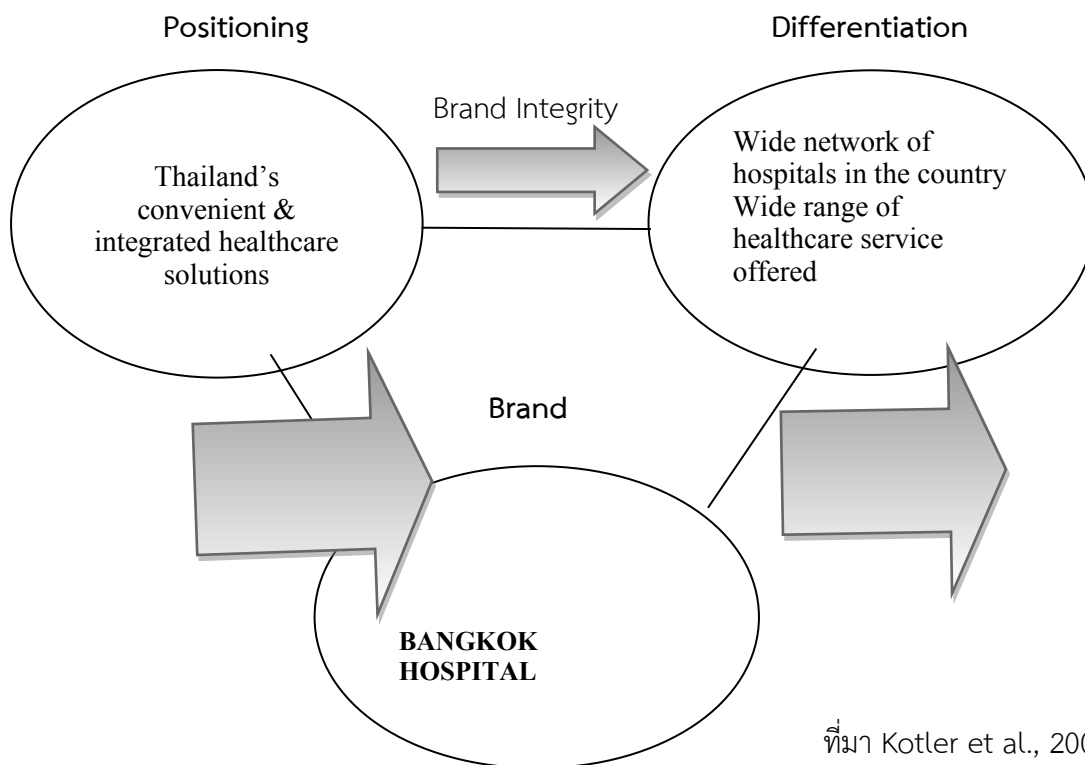 Positioning
Differentiation
Brand Integrity
Thailand's
convenient &
integrated healthcare
solutions
Wide network of
hospitals in the country
Wide range of
healthcare service
offered
Brand
BANGKOK
HOSPITAL
ที่มา Kotler et al.,